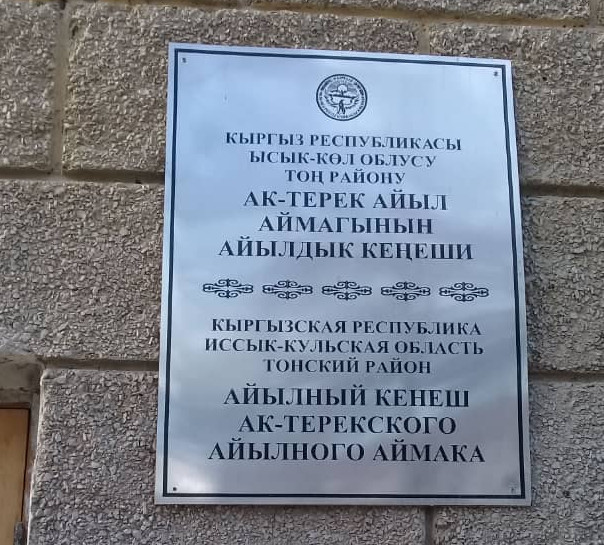 КЫРГЫЗ РЕСПУБЛИКАСЫ
ЫСЫК-КӨЛ ОБЛУСУ
ТОҢ РАЙОНУ
АК-ТЕРЕК АЙЫЛ
АЙМАГЫНЫН
АЙЫЛДЫК КЕҢЕШИ
КЫРГЫЗСКАЯ РЕСПУБЛИКА
ИССЫК-КУЛЬСКАЯ ОБЛАСТЬ
ТОНСКИЙ РАЙОН
АЙЫЛНЫЙ КЕНЕШ
АК-ТЕРЕКСКОГО
АЙЫЛНОГО АЙМАКА